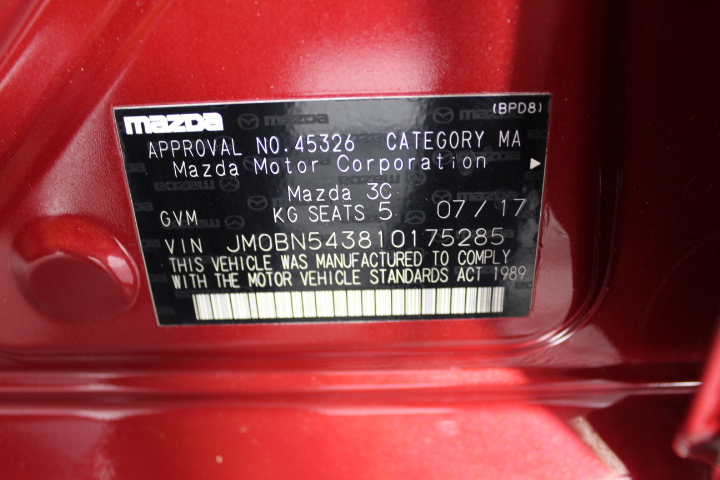 (BPD8)
mazda
APPROVAL NO.45326 CATEGORY MA
Mazda Motor Corporation
Mazda 3C
GVM KG SEATS 5 07/17
VIN JM0BN543810175285
THIS VEHICLE WAS MANUFACTURED TO COMPLY
WITH THE MOTOR VEHICLE STANDARDS ACT 1989